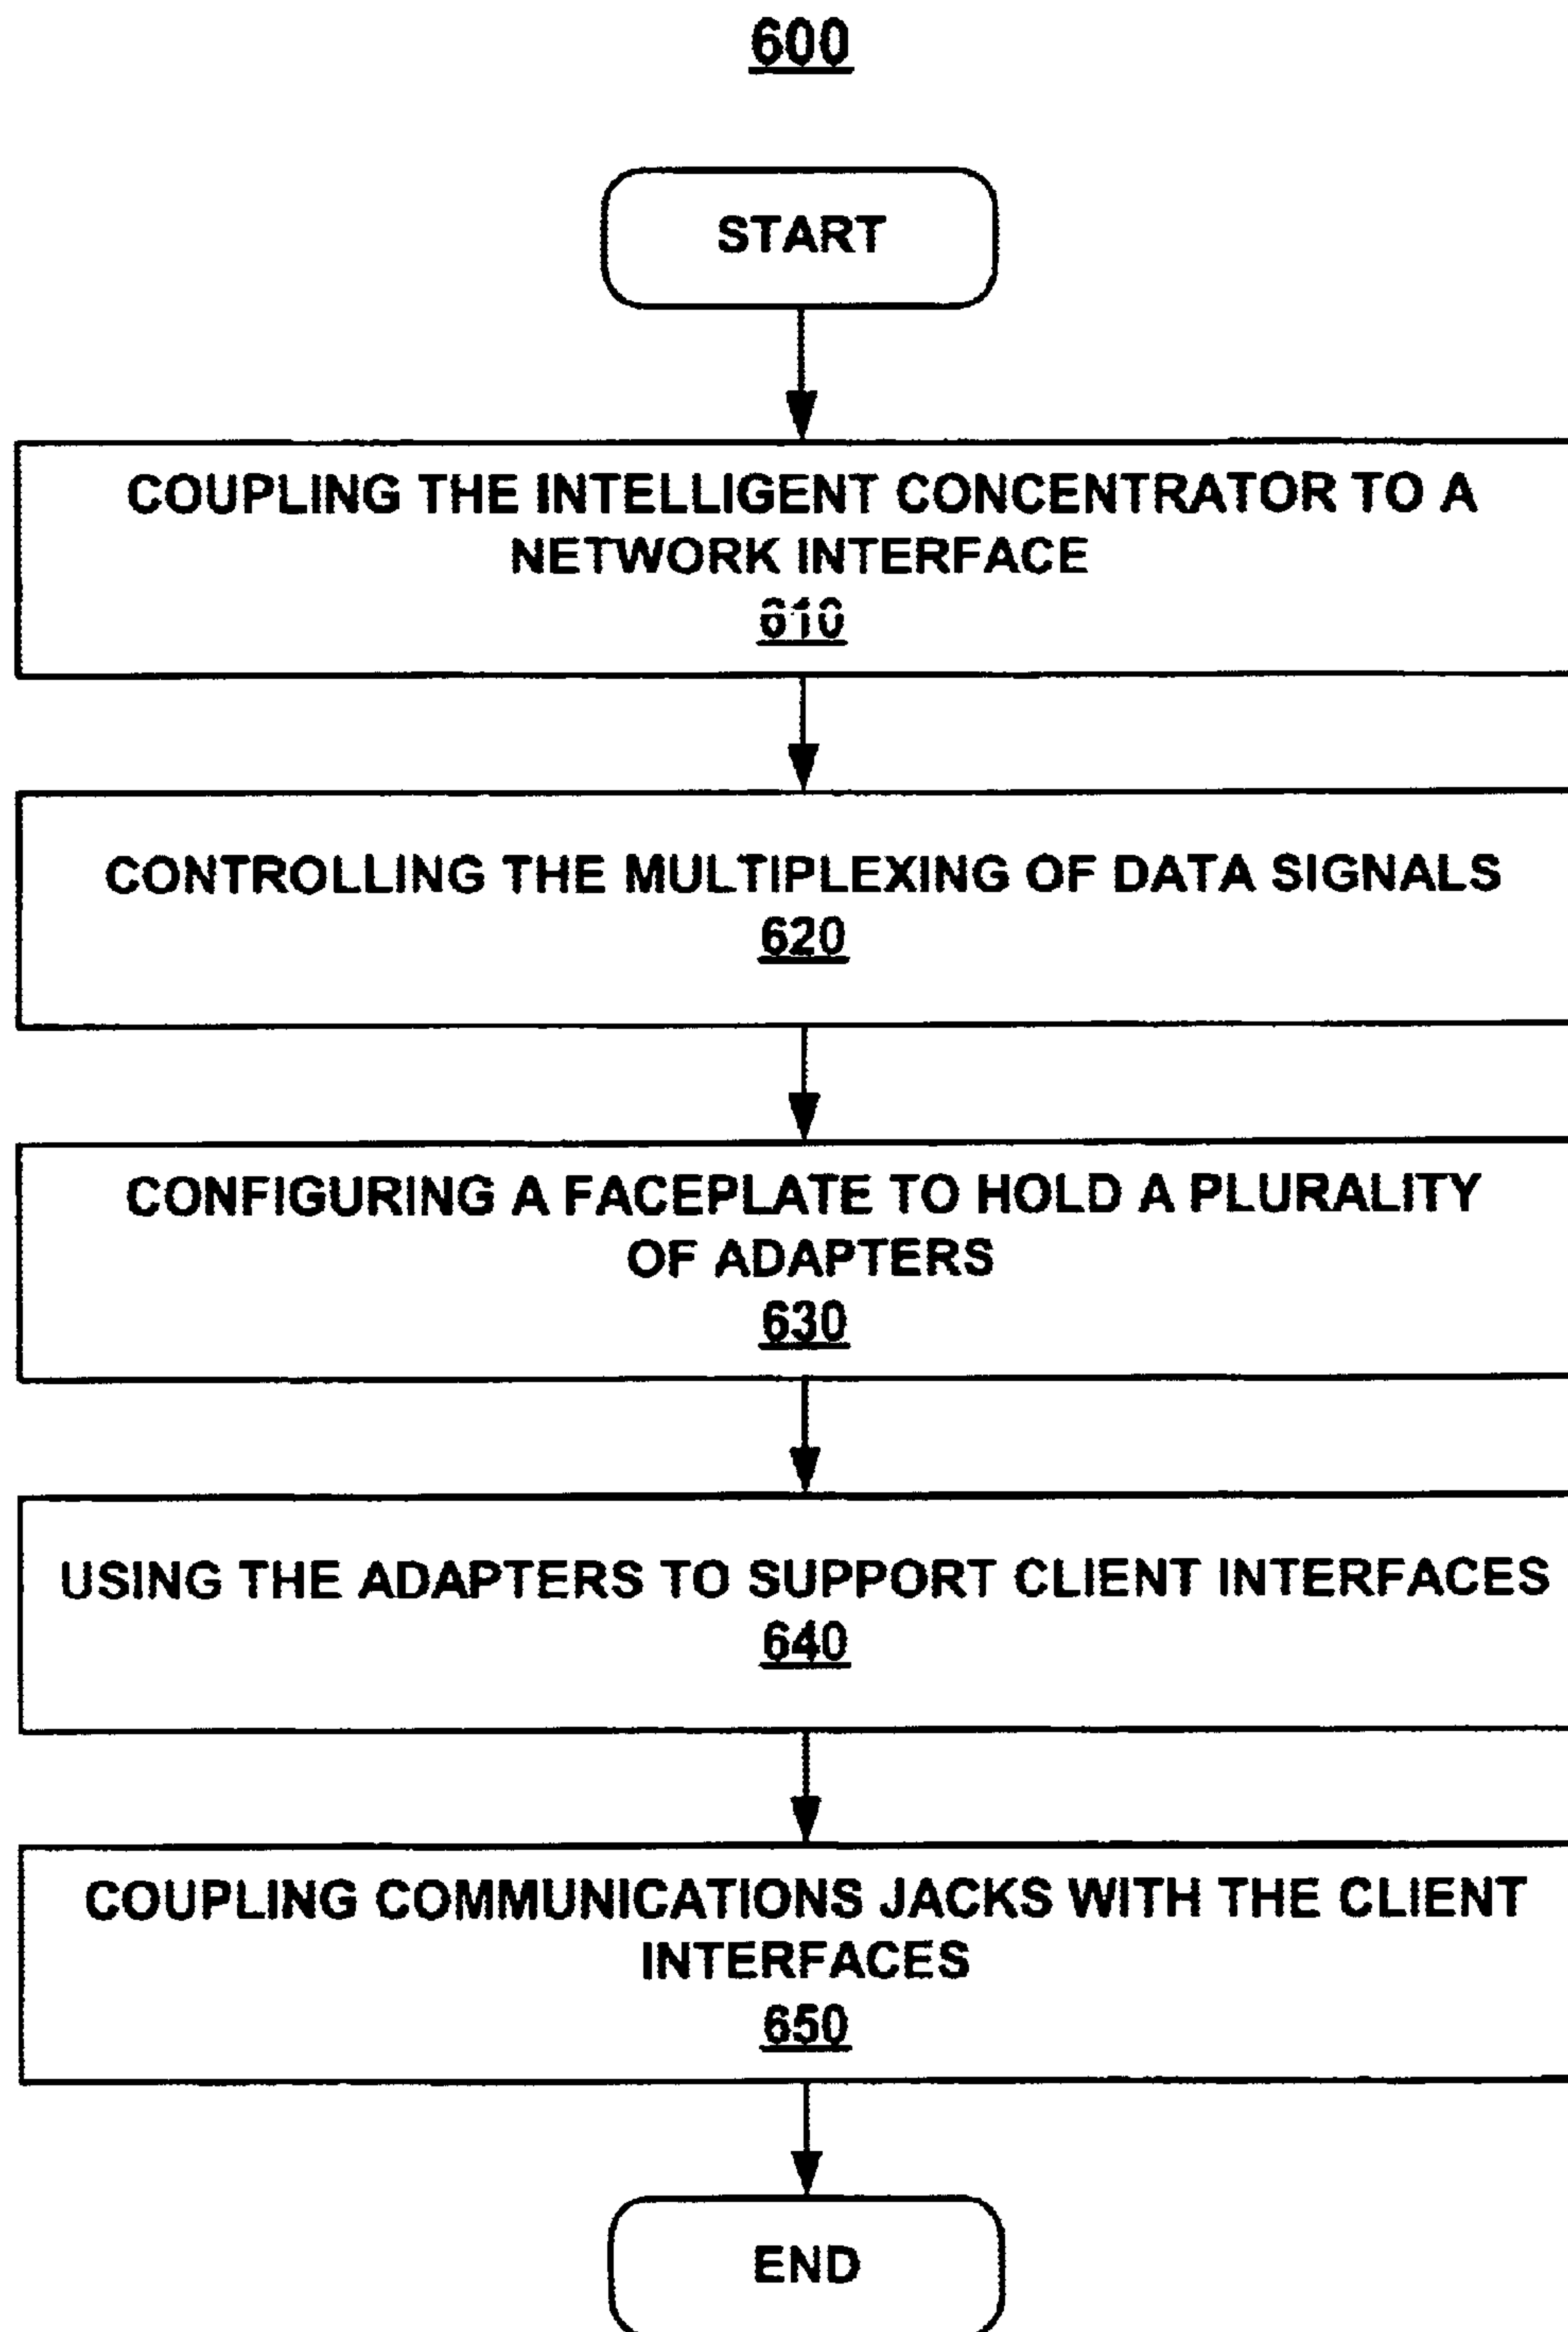 600
START
COUPLING THE INTELLIGENT CONCENTRATOR TO A
NETWORK INTERFACE
610
CONTROLLING THE MULTIPLEXING OF DATA SIGNALS
620
CONFIGURING A FACEPLATE TO HOLD A PLURALITY
OF ADAPTERS
630
USING THE ADAPTERS TO SUPPORT CLIENT INTERFACES
640
COUPLING COMMUNICATIONS JACKS WITH THE CLIENT
INTERFACES
650
END